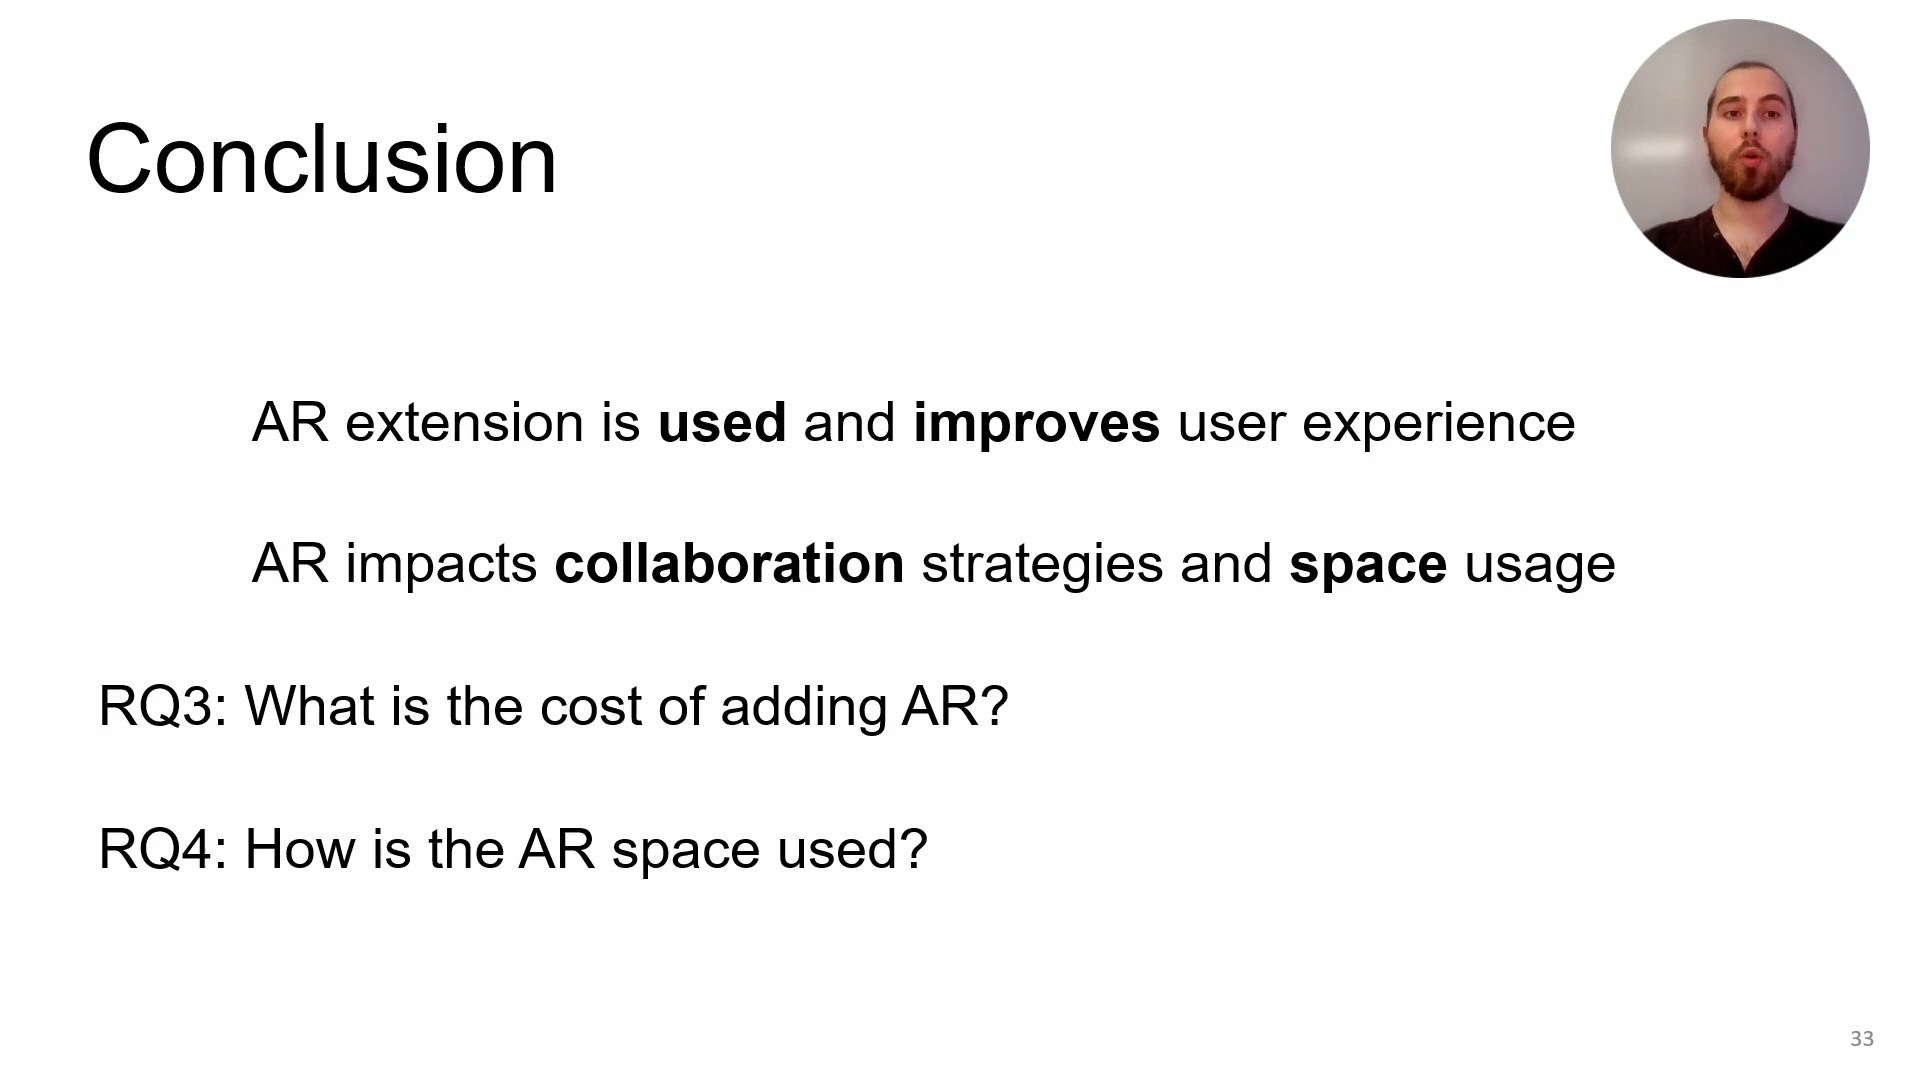 Conclusion
AR extension is used and improves user experience
AR impacts collaboration strategies and space usage
RQ3: What is the cost of adding AR?
RQ4: How is the AR space used?
33